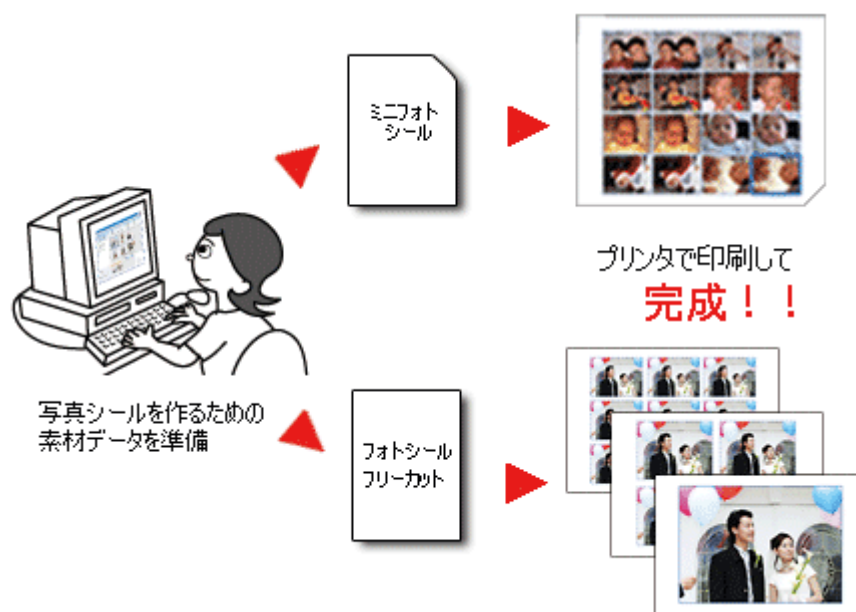 ミニフォト
シール
プリンタで印刷して
完成！！
写真シールを作るための
素材データを準備
フォトシール
フリーカット